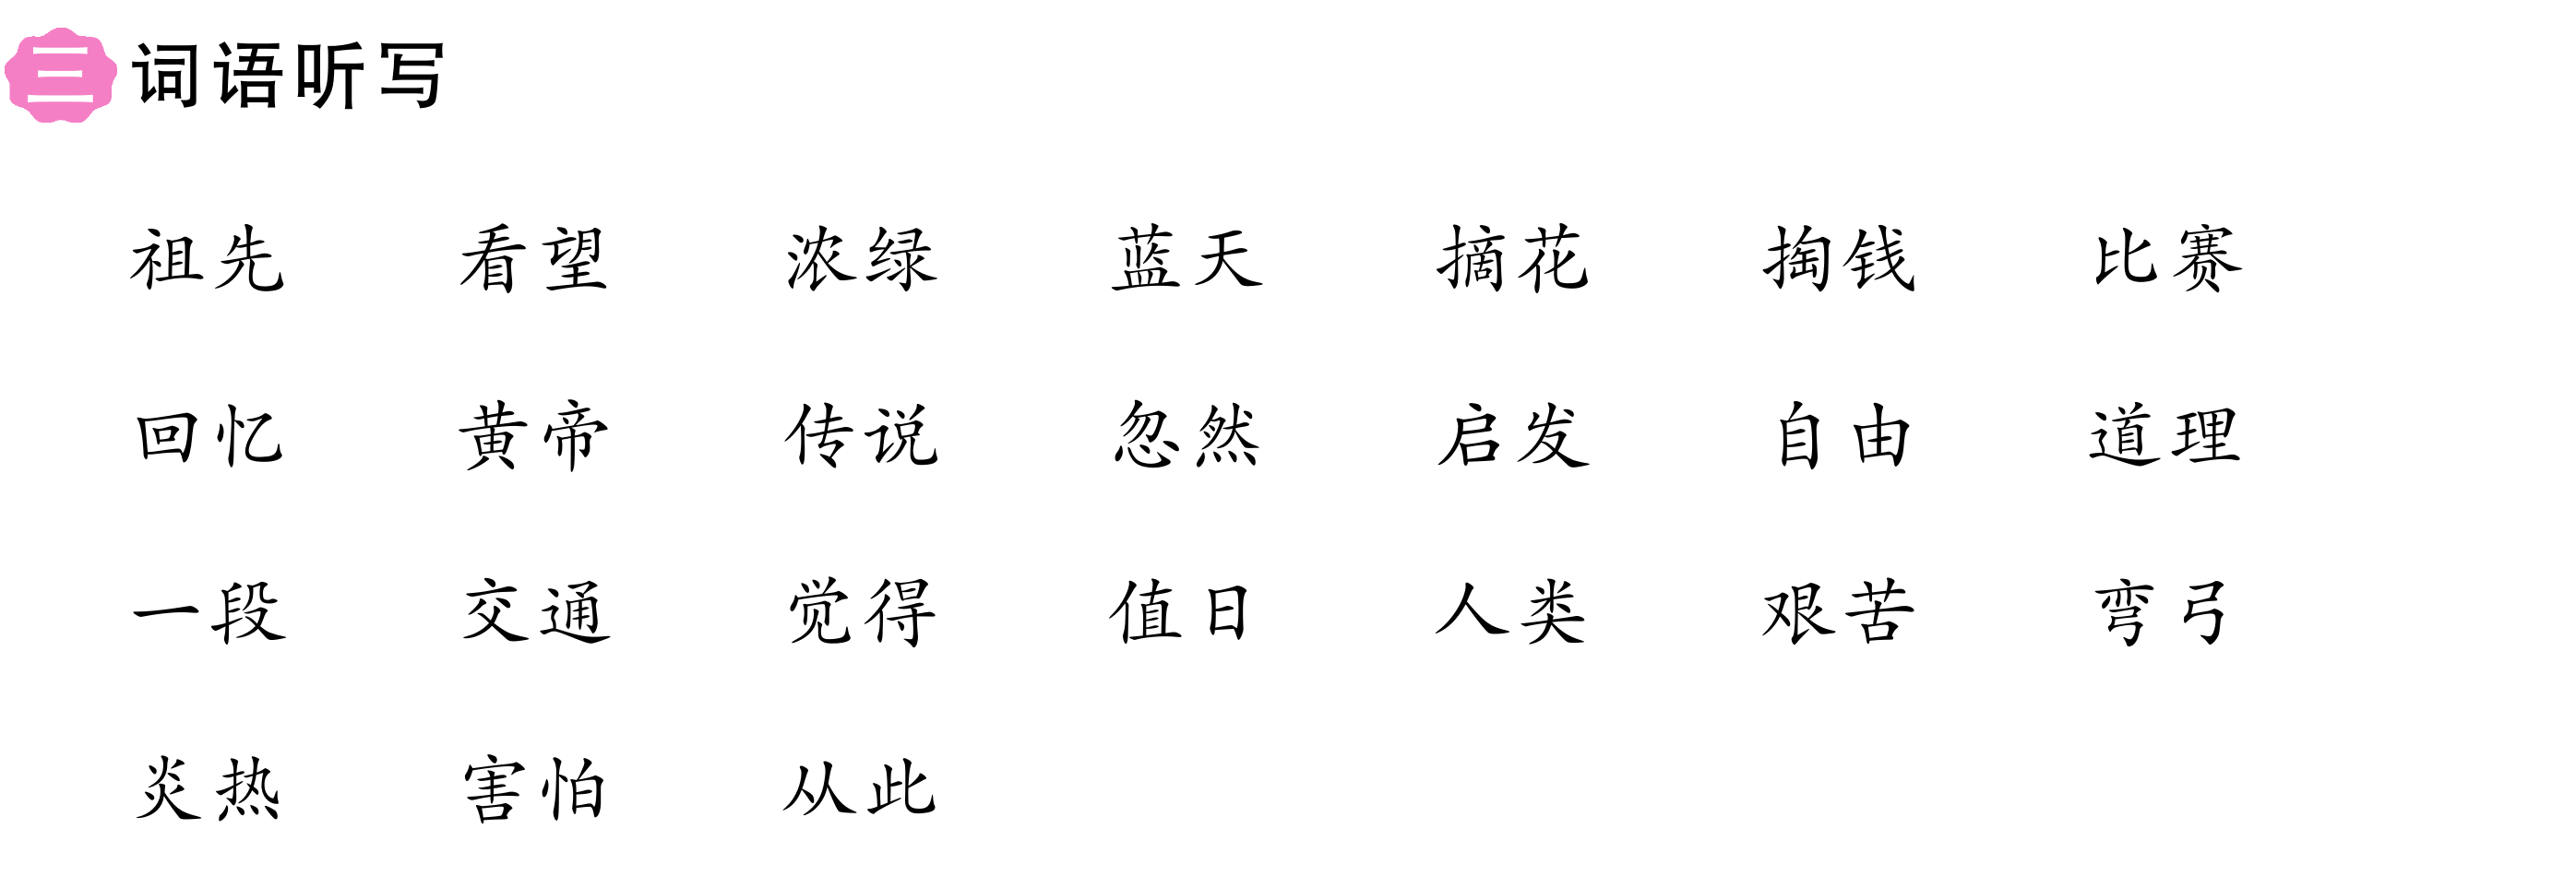 三 词语听写
祖先 看望 浓绿 蓝天 摘花 掏钱 比赛
回忆 黄帝 传说 忽然 启发 自由 道理
一段 交通 觉得 值日 人类 艰苦 弯弓
炎热 害怕 从此